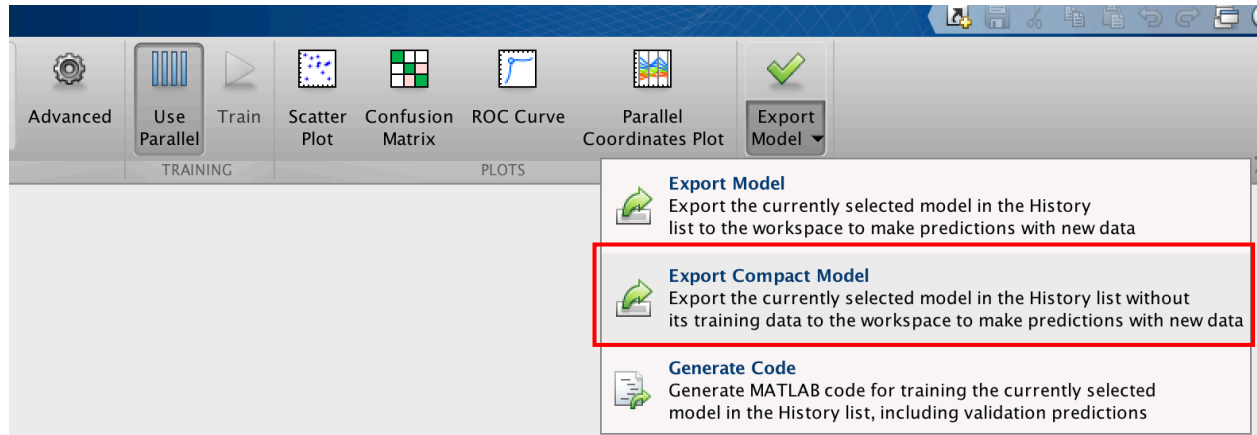 Advanced
Use
Parallel
Train
Scatter
Plot
Confusion
Matrix
ROC Curve
Parallel
Coordinates Plot
Export
Model
TRAINING
PLOTS
Export Model
Export the currently selected model in the History
list to the workspace to make predictions with new data
Export Compact Model
Export the currently selected model in the History list without
its training data to the workspace to make predictions with new data
Generate Code
Generate MATLAB code for training the currently selected
model in the History list, including validation predictions